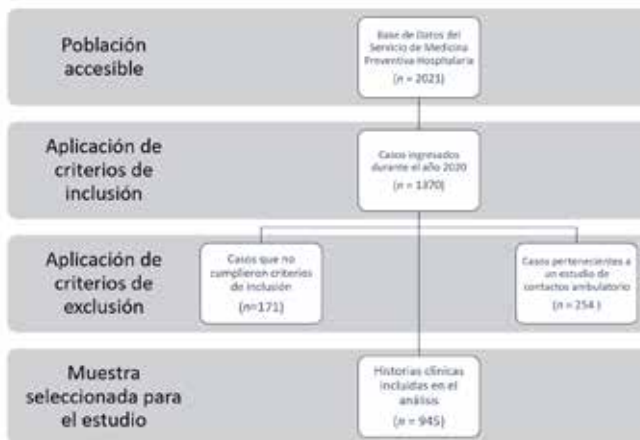 Población
accesible
Base de Datos del
Servicio de Medicina
Preventiva Hospitalaria
(n = 2021)
Aplicación de
criterios de
inclusión
Casos ingresados
durante el año 2020
(n = 1370)
Aplicación de
criterios de
exclusión
Casos que no
cumplieron criterios
de inclusión
(n=171)
Casos pertenecientes a
un estudio de
contactos ambulatorio
(n = 254 )
Muestra
seleccionada para
el estudio
Historias clínicas
incluidas en el
análisis
(n = 945)